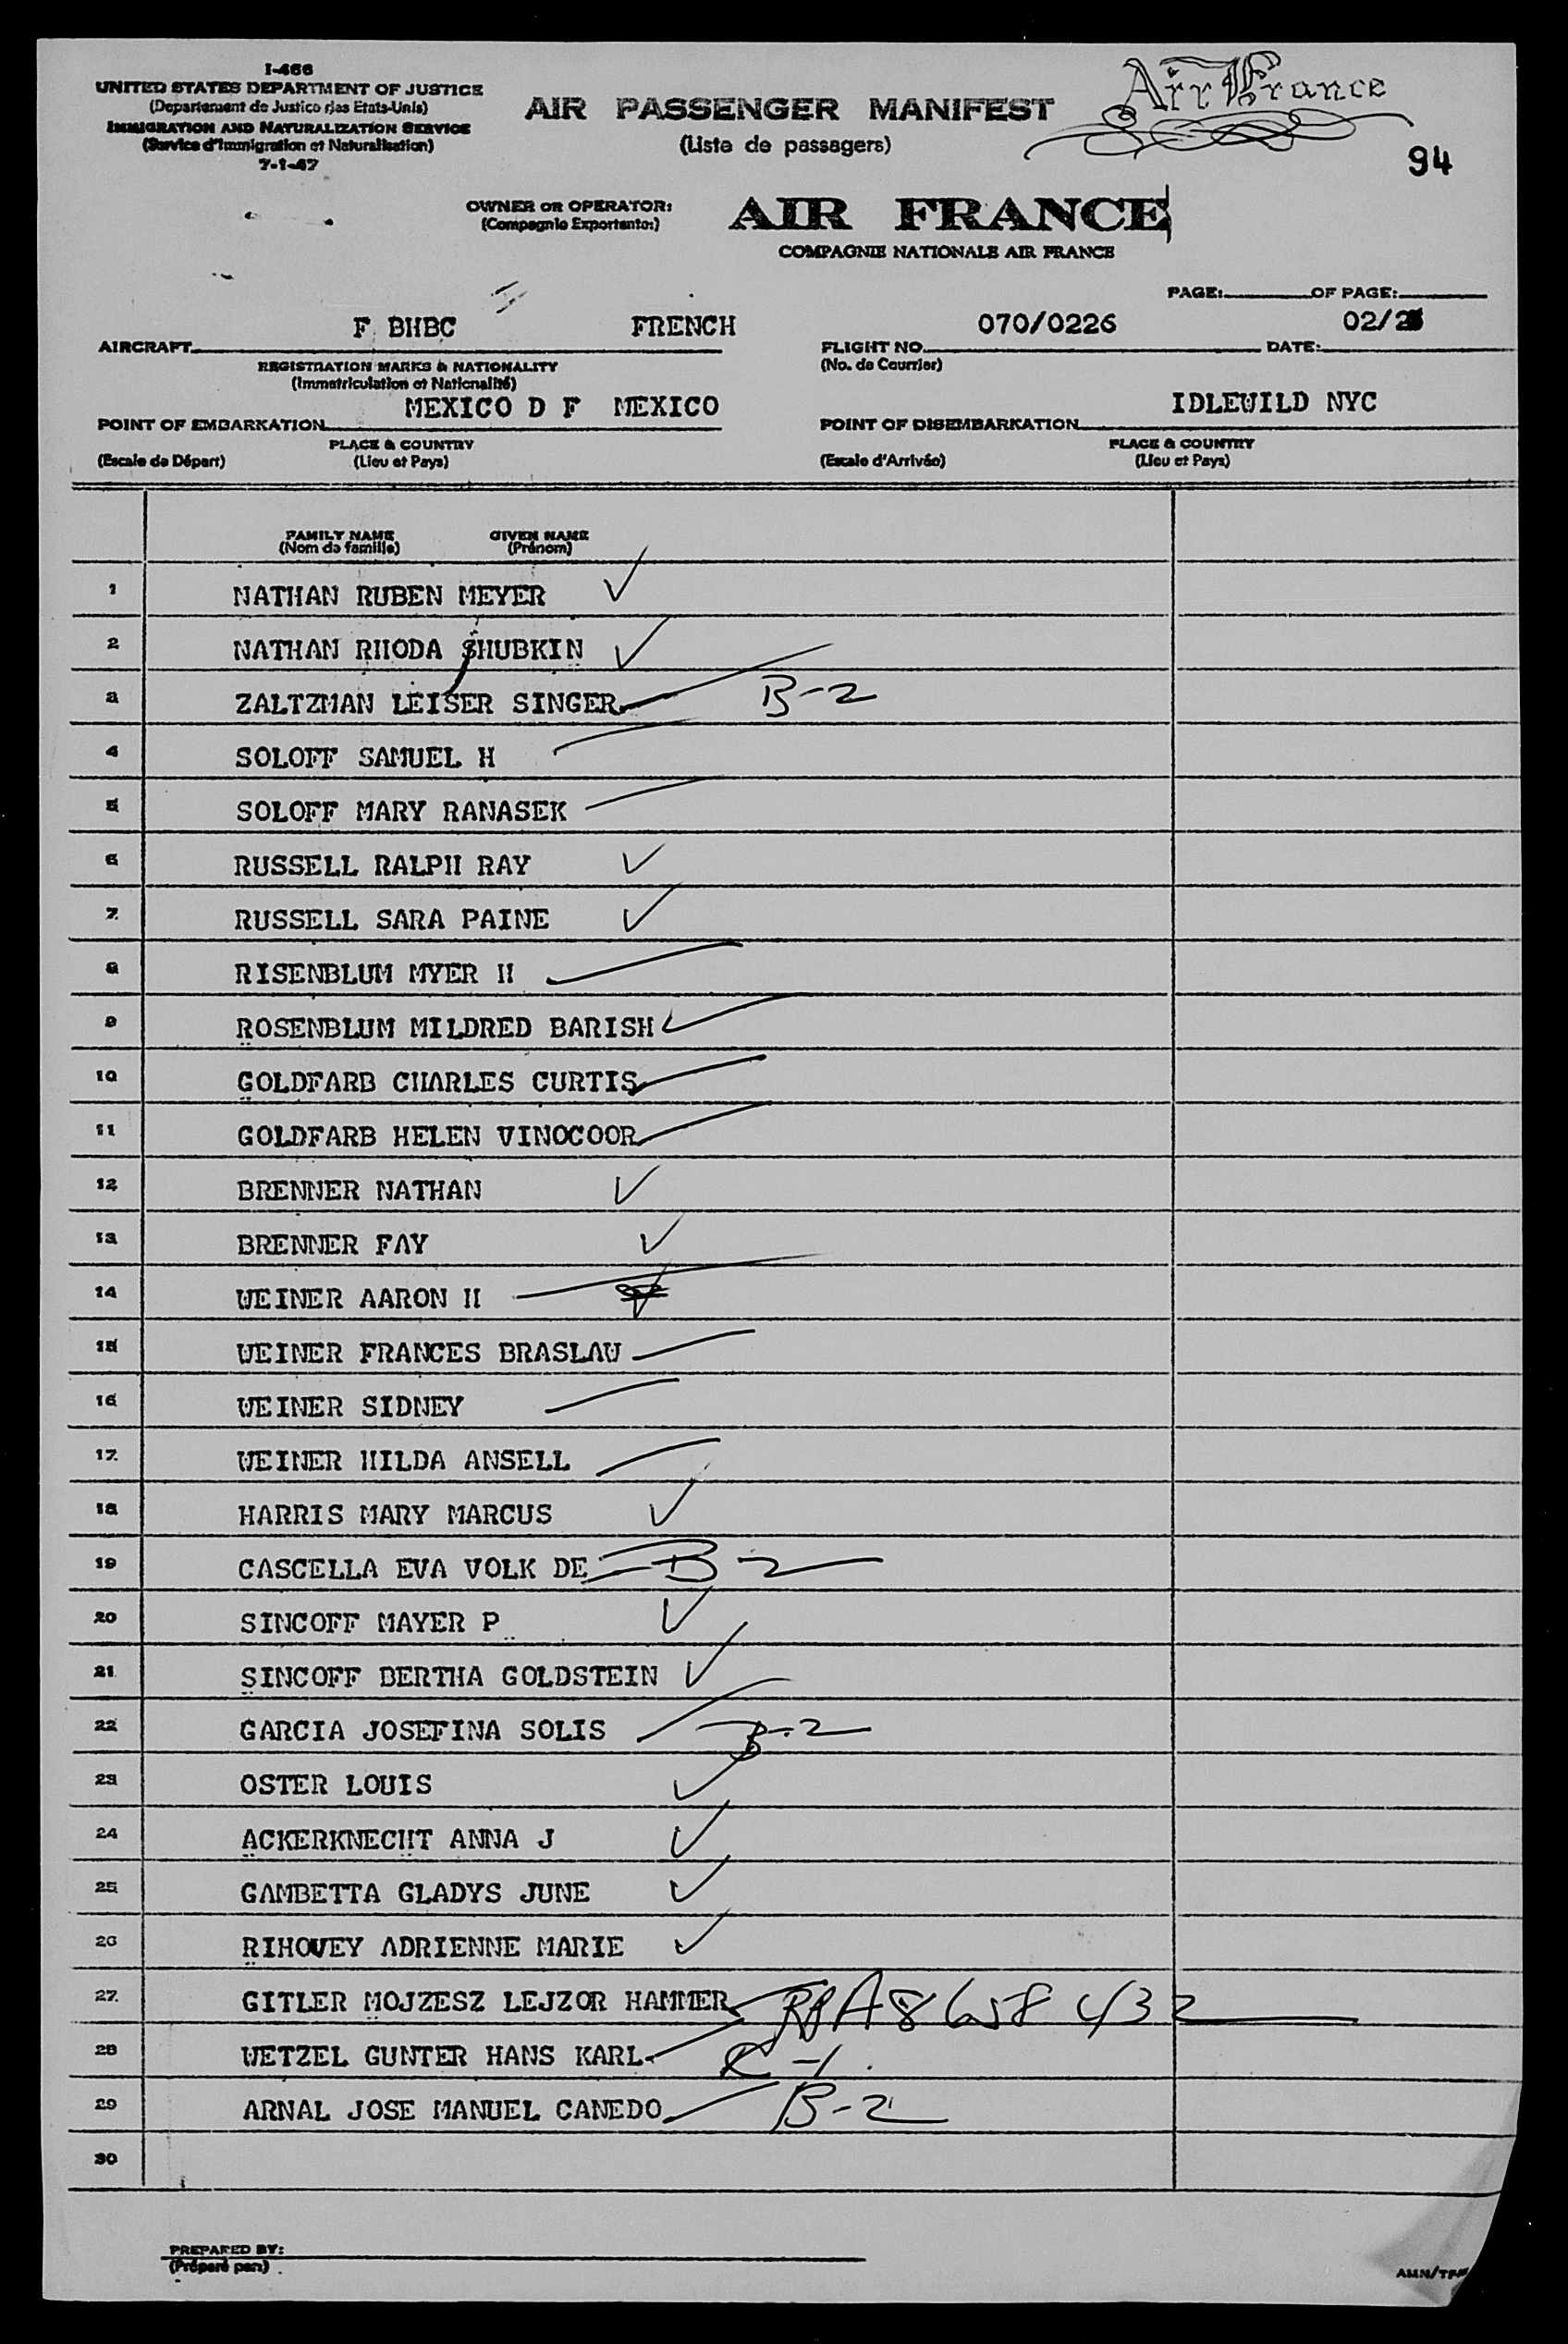 I-466
UNITED STATES DEPARTMENT OF JUSTICE
(Departement de Justice des Etats-Unis)
IMMIGRATION AND NATURALIZATION SERVICE
(Service d'Immigration et Naturalisation)
7-1-47
AIR PASSENGER MANIFEST
(Liste de passagers)
Air France
94
OWNER OR OPERATOR:
(Compagnie Exportante:)
AIR FRANCE
COMPAGNIE NATIONALE AIR FRANCE
PAGE: OF PAGE:
F BHBC FRENCH 070/0226 02/2
AIRCRAFT FLIGHT NO. DATE:
REGISTRATION MARKS & NATIONALITY (No. de Courrier)
(Immatriculation et Nationalité)
MEXICO D F MEXICO IDLEWILD NYC
POINT OF EMBARKATION POINT OF DISEMBARKATION
PLACE & COUNTRY PLACE & COUNTRY
(Escale de Départ) (Lieu et Pays) (Escale d'Arrivée) (Lieu et Pays)
FAMILY NAME GIVEN NAME
(Nom de famille) (Prénom)
1 NATHAN RUBEN MEYER
2 NATHAN RHODA SHUBKIN
3 ZALTZMAN LEISER SINGER B-2
4 SOLOFF SAMUEL H
5 SOLOFF MARY RANASEK
6 RUSSELL RALPH RAY
7 RUSSELL SARA PAINE
8 RISENBLUM MYER H
9 ROSENBLUM MILDRED BARISH
10 GOLDFARB CHARLES CURTIS
11 GOLDFARB HELEN VINOCOOR
12 BRENNER NATHAN
13 BRENNER FAY
14 WEINER AARON H
15 WEINER FRANCES BRASLAW
16 WEINER SIDNEY
17 WEINER HILDA ANSELL
18 HARRIS MARY MARCUS
19 CASCELLA EVA VOLK DE B-2
20 SINCOFF MAYER P
21 SINCOFF BERTHA GOLDSTEIN
22 GARCIA JOSEFINA SOLIS B-2
23 OSTER LOUIS
24 ACKERKNECHT ANNA J
25 GAMBETTA GLADYS JUNE
26 RIHOVEY ADRIENNE MARIE
27 GITLER MOJZESZ LEJZOR HAMMER A8 658 432
28 WETZEL GUNTER HANS KARL C-1
29 ARNAL JOSE MANUEL CANEDO B-2
30
PREPARED BY:
(Préparé par)